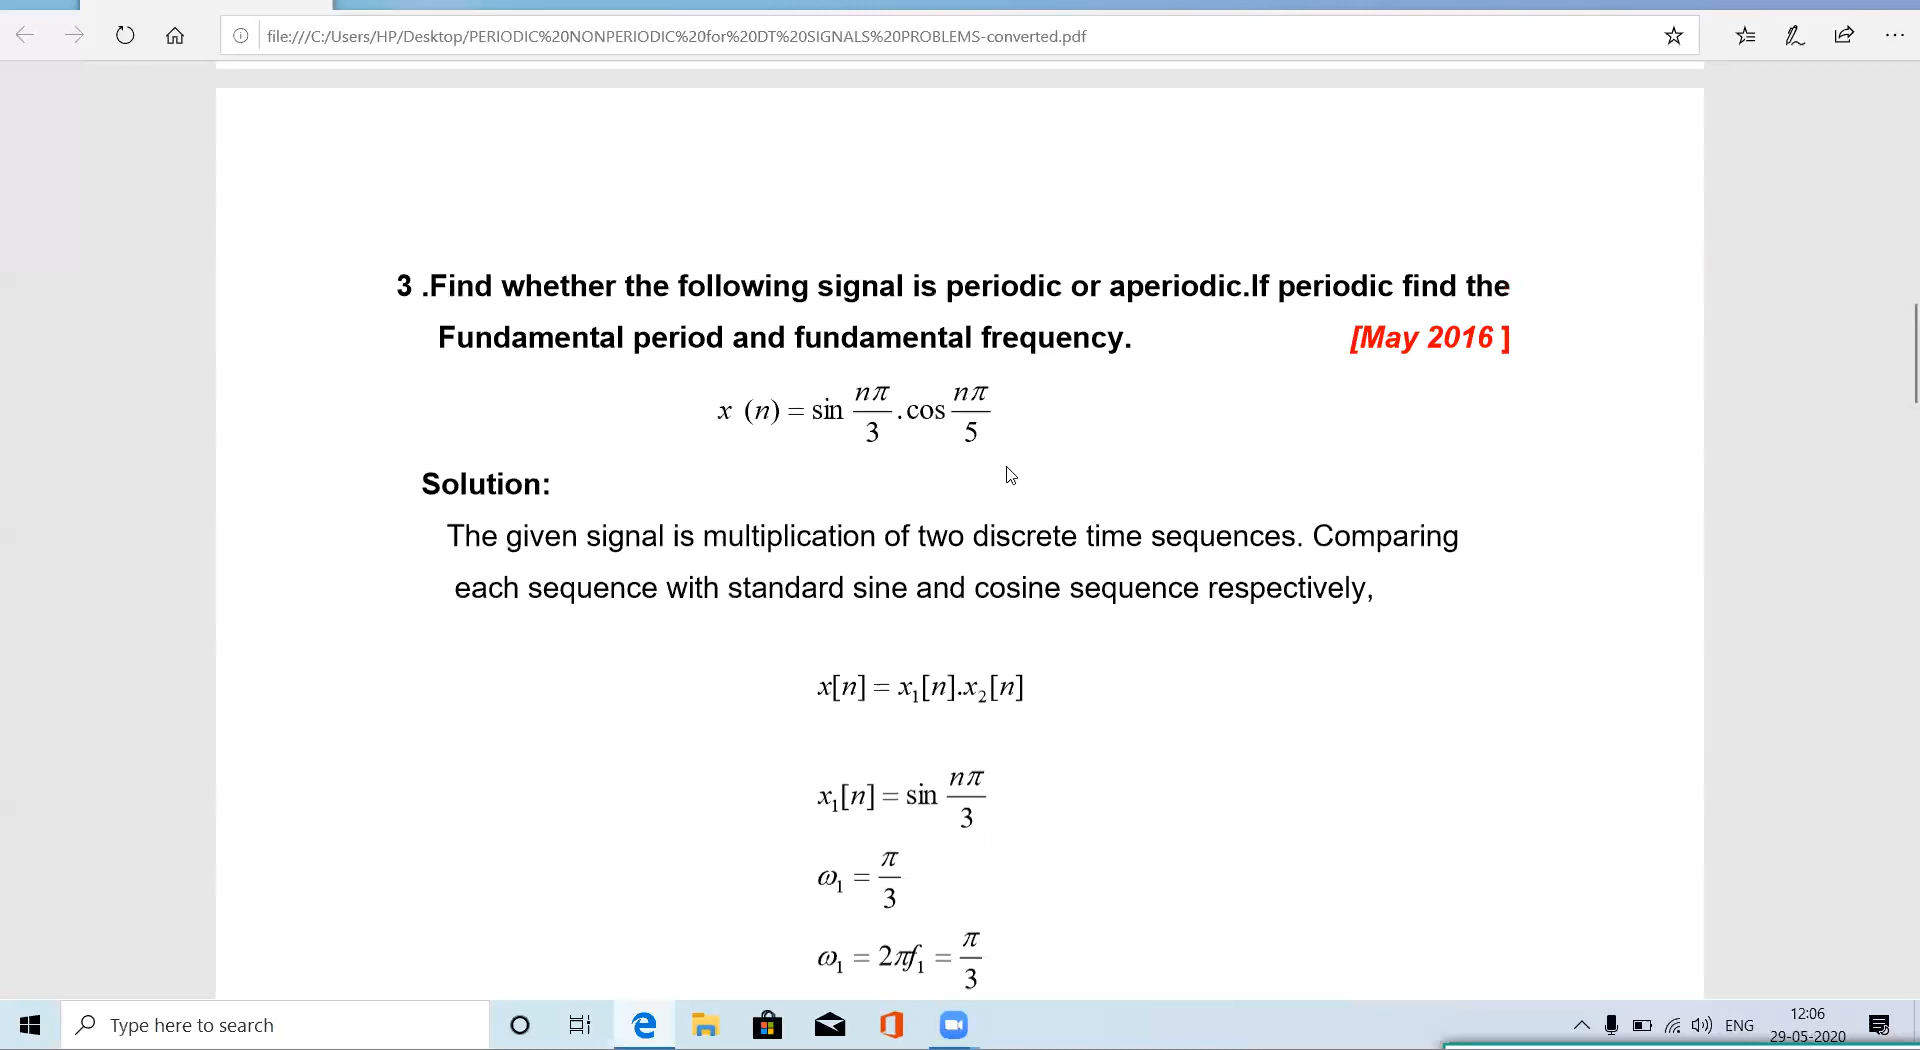 file:///C:/Users/HP/Desktop/PERIODIC%20NONPERIODIC%20for%20DT%20SIGNALS%20PROBLEMS-converted.pdf
3 .Find whether the following signal is periodic or aperiodic.If periodic find the
Fundamental period and fundamental frequency. [May 2016 ]
x (n) = sin nπ/3 .cos nπ/5
Solution:
The given signal is multiplication of two discrete time sequences. Comparing
each sequence with standard sine and cosine sequence respectively,
x[n] = x₁[n].x₂[n]
x₁[n] = sin nπ/3
ω₁ = π/3
ω₁ = 2πf₁ = π/3
Type here to search
ENG
12:06
29-05-2020